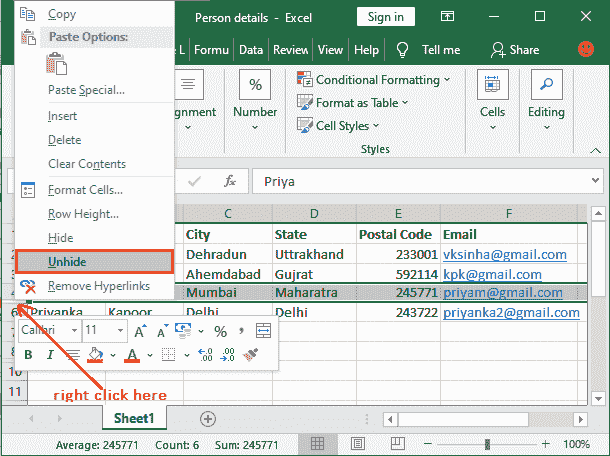 Person details - Excel
Sign in
Copy
Paste Options:
Paste Special...
Insert
Delete
Clear Contents
Format Cells...
Row Height...
Hide
Unhide
Remove Hyperlinks
L Formu Data Review View Help Tell me Share
ignment
Number
Conditional Formatting
Format as Table
Cell Styles
Styles
Cells
Editing
fx Priya
C D E F
City State Postal Code Email
Dehradun Uttrakhand 233001 vksinha@gmail.com
Ahemdabad Gujrat 592114 kpk@gmail.com
Mumbai Maharatra 245771 priyam@gmail.com
6 Priyanka Kapoor Delhi Delhi 243722 priyanka2@gmail.com
Calibri 11 A A % ,
B I A .00 .00
10
11
right click here
Sheet1
Average: 245771 Count: 6 Sum: 245771 100%